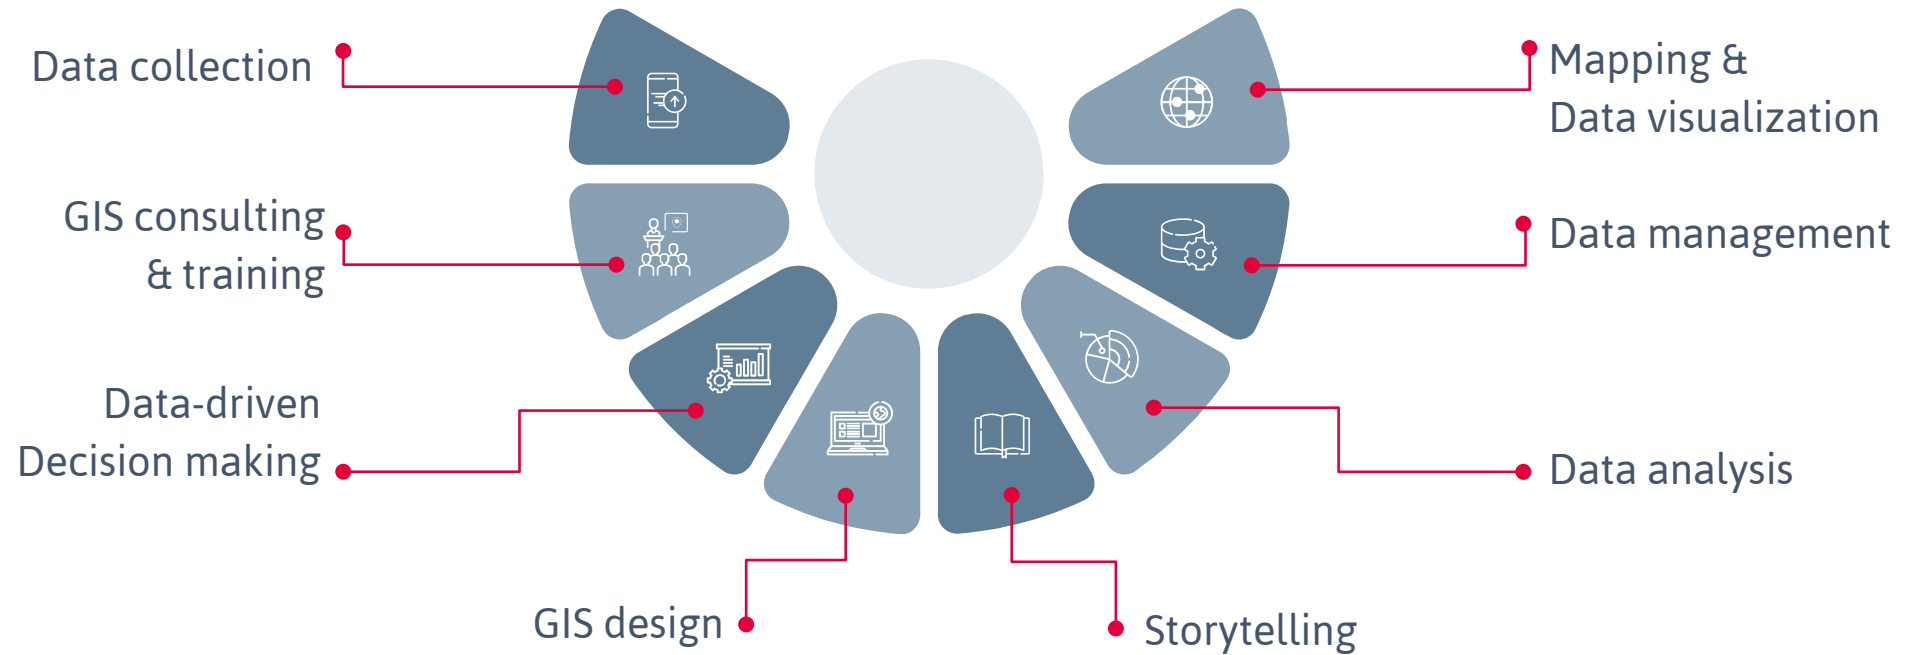 Data collection
GIS consulting
& training
Data-driven
Decision making
GIS design
Storytelling
Data analysis
Data management
Mapping &
Data visualization